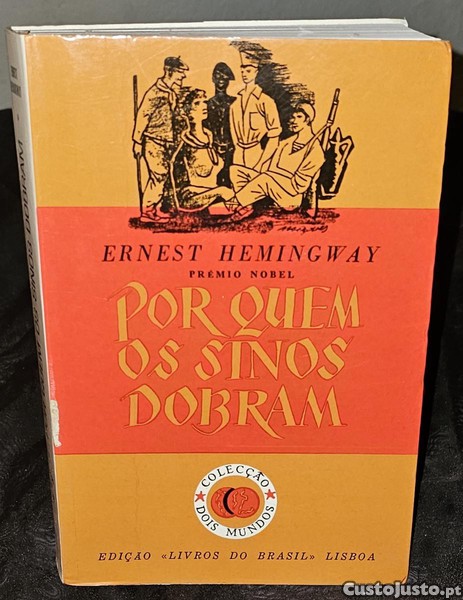 ERNEST HEMINGWAY
PRÉMIO NOBEL
POR QUEM
OS SINOS
DOBRAM
COLECÇÃO
DOIS MUNDOS
EDIÇÃO «LIVROS DO BRASIL» LISBOA
Custojusto.pt